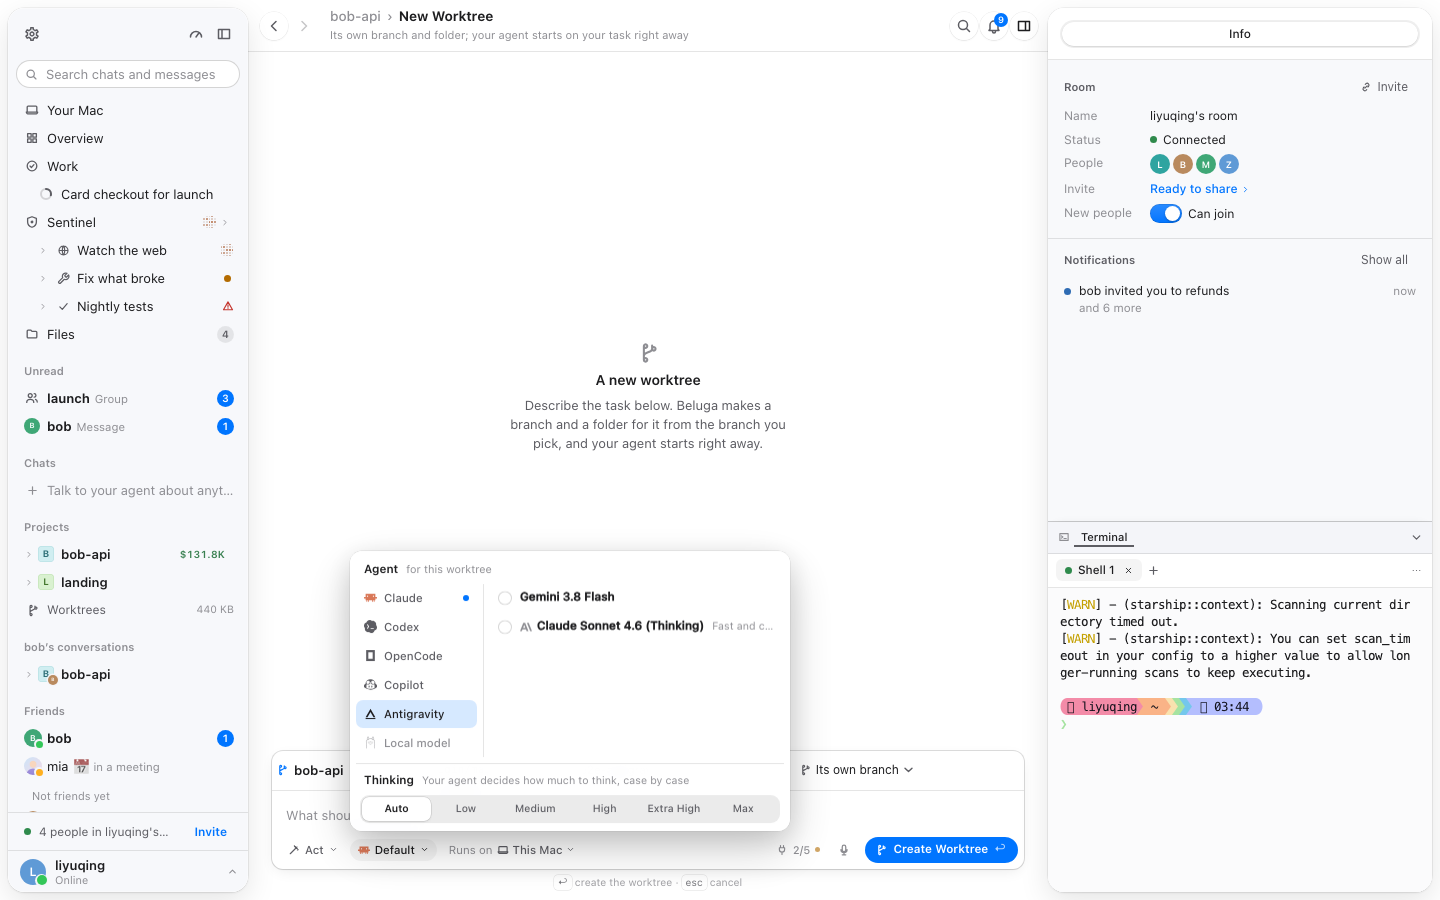 Search chats and messages
Your Mac
Overview
Work
Card checkout for launch
Sentinel
Watch the web
Fix what broke
Nightly tests
Files
4
Unread
launch Group
3
B
bob Message
1
Chats
Talk to your agent about anyt...
Projects
B
bob-api
$131.8K
L
landing
Worktrees
440 KB
bob's conversations
B
bob-api
Friends
B
bob
1
mia
in a meeting
Not friends yet
4 people in liyuqing's...
Invite
L
liyuqing
Online
bob-api › New Worktree
Its own branch and folder; your agent starts on your task right away
9
A new worktree
Describe the task below. Beluga makes a
branch and a folder for it from the branch you
pick, and your agent starts right away.
Agent for this worktree
Claude
Codex
OpenCode
Copilot
Antigravity
Local model
Gemini 3.8 Flash
Claude Sonnet 4.6 (Thinking) Fast and c...
Thinking Your agent decides how much to think, case by case
Auto Low Medium High Extra High Max
bob-api
Its own branch
What shou
Act
Default
Runs on This Mac
2/5
Create Worktree
create the worktree · esc cancel
Info
Room
Invite
Name liyuqing's room
Status Connected
People L B M Z
Invite Ready to share ›
New people Can join
Notifications
Show all
bob invited you to refunds
now
and 6 more
Terminal
Shell 1 × +
[WARN] - (starship::context): Scanning current dir
ectory timed out.
[WARN] - (starship::context): You can set scan_tim
eout in your config to a higher value to allow lon
ger-running scans to keep executing.
liyuqing ~ 03:44
❯